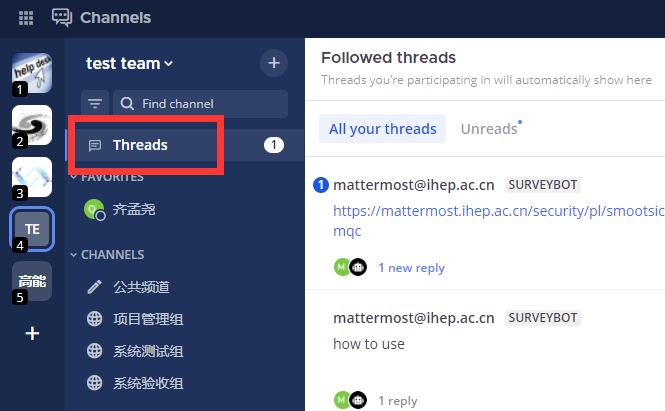 Channels
help desk
1
2
3
TE
4
高能
5
test team
Find channel
Threads
1
FAVORITES
齐孟尧
CHANNELS
公共频道
项目管理组
系统测试组
系统验收组
Followed threads
Threads you're participating in will automatically show here
All your threads
Unreads
1
mattermost@ihep.ac.cn SURVEYBOT
https://mattermost.ihep.ac.cn/security/pl/smootsic
mqc
M
1 new reply
mattermost@ihep.ac.cn SURVEYBOT
how to use
M
1 reply